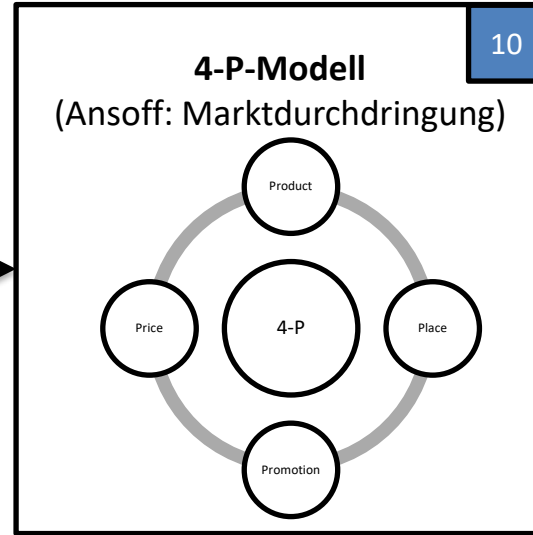 10
4-P-Modell
(Ansoff: Marktdurchdringung)
Product
Price
4-P
Place
Promotion